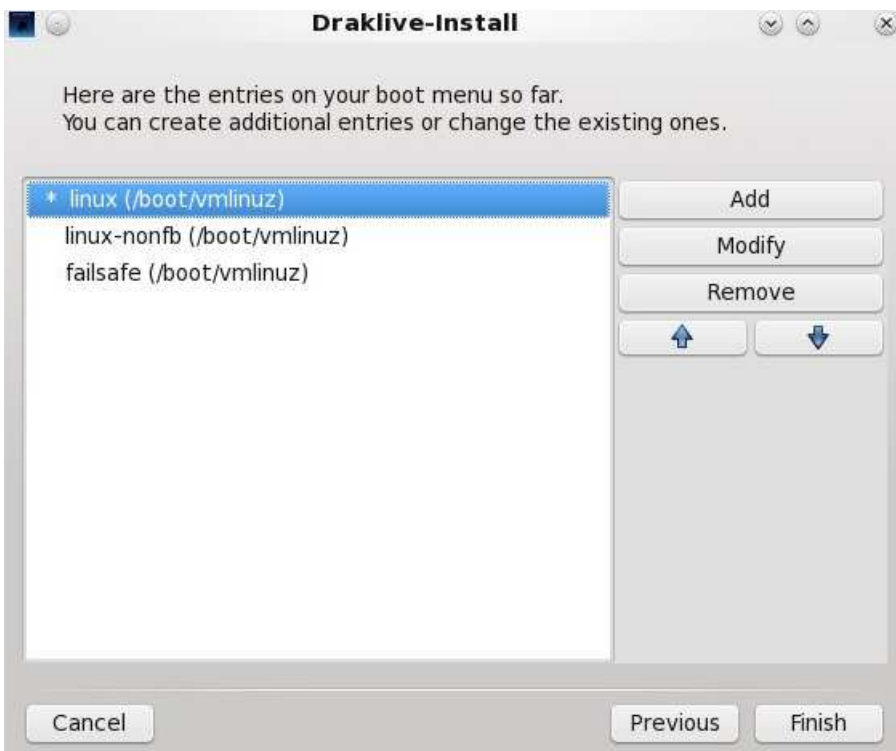 Draklive-Install
Here are the entries on your boot menu so far.
You can create additional entries or change the existing ones.
* linux (/boot/vmlinuz)
linux-nonfb (/boot/vmlinuz)
failsafe (/boot/vmlinuz)
Add
Modify
Remove
Cancel
Previous
Finish